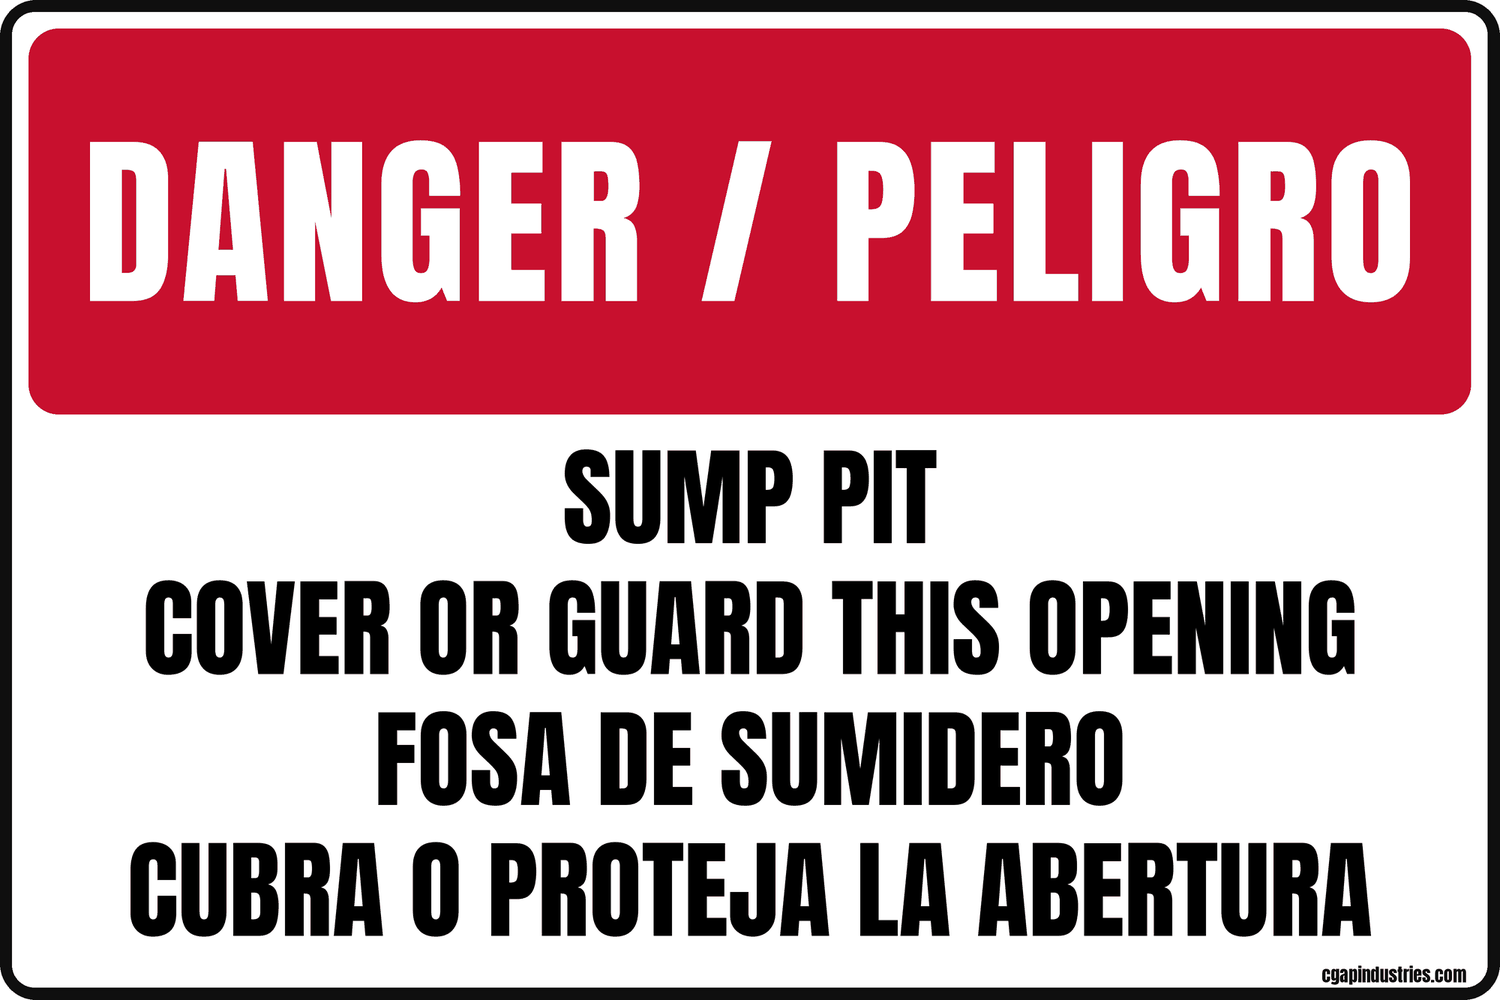 DANGER / PELIGRO
SUMP PIT
COVER OR GUARD THIS OPENING
FOSA DE SUMIDERO
CUBRA O PROTEJA LA ABERTURA
cgapindustries.com